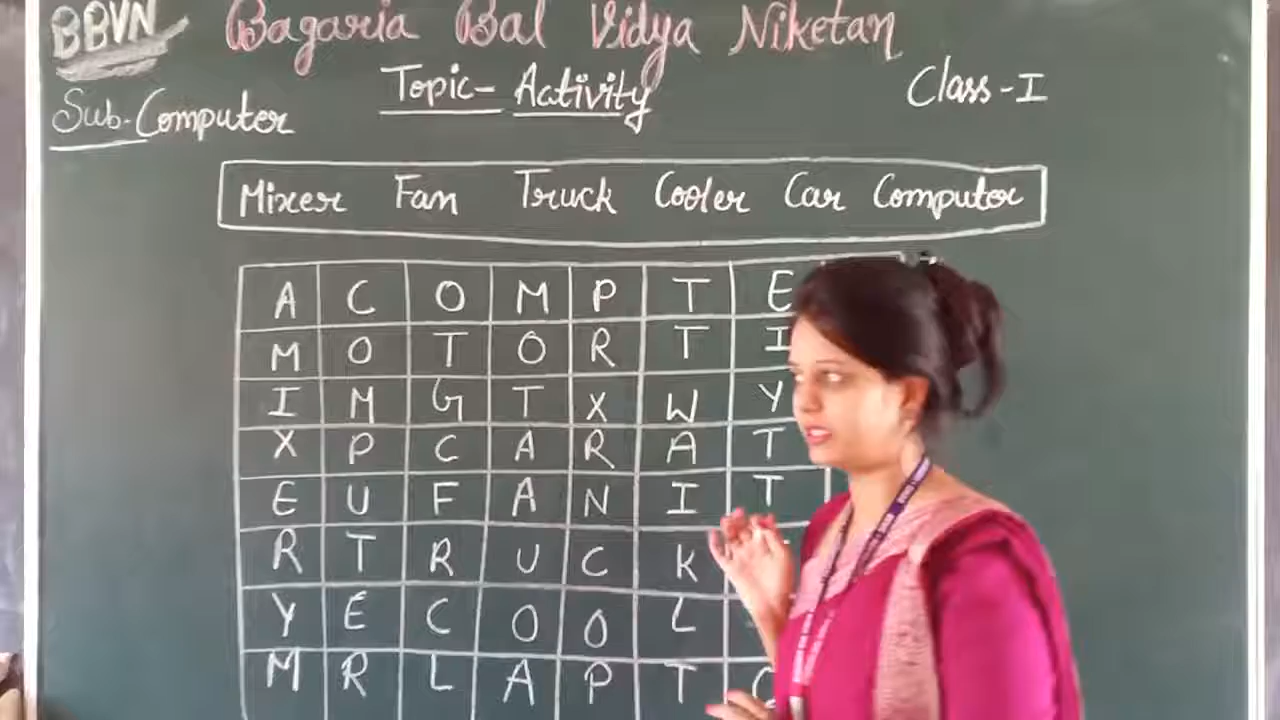 BBVN Bagaria Bal Vidya Niketan
Topic- Activity Class-I
Sub.-Computer
Mixer Fan Truck Cooler Car Computer
A C O M P T E
M O T O R T I
I M G T X W Y
X P C A R A T
E U F A N I T
R T R U C K
Y E C O O L
M R L A P T